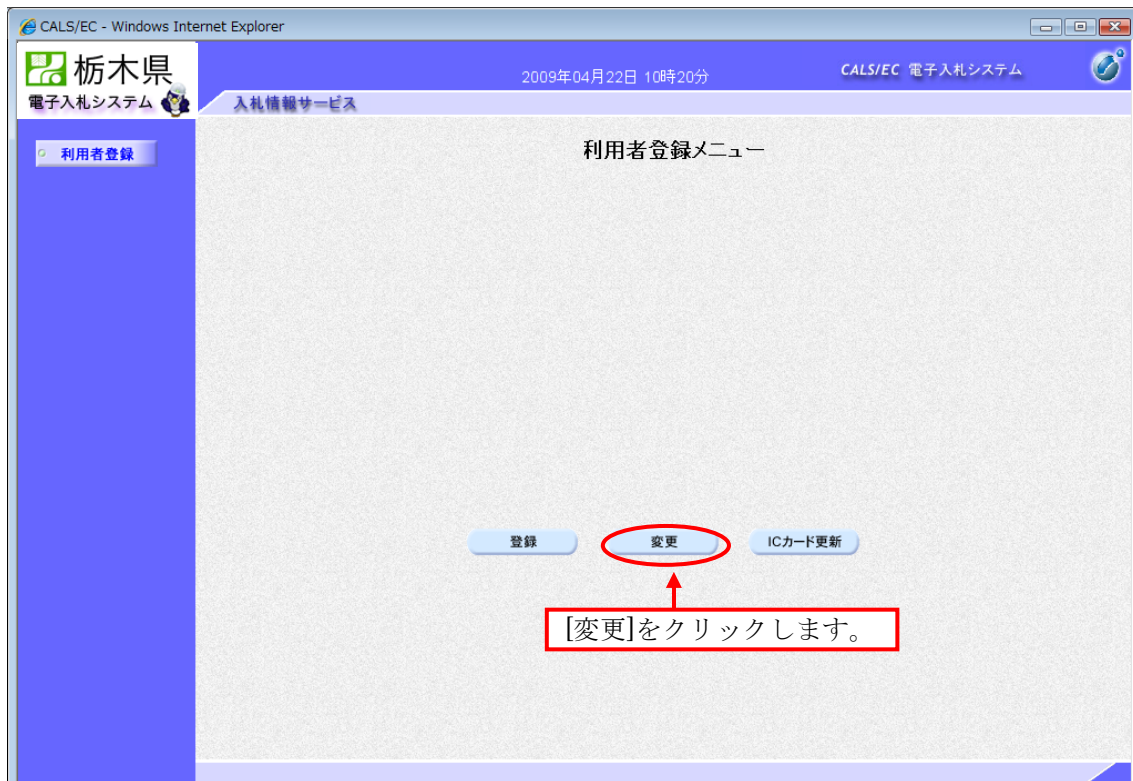 CALS/EC - Windows Internet Explorer
栃木県
電子入札システム
2009年04月22日 10時20分
CALS/EC 電子入札システム
入札情報サービス
利用者登録
利用者登録メニュー
登録
変更
ICカード更新
[変更]をクリックします。